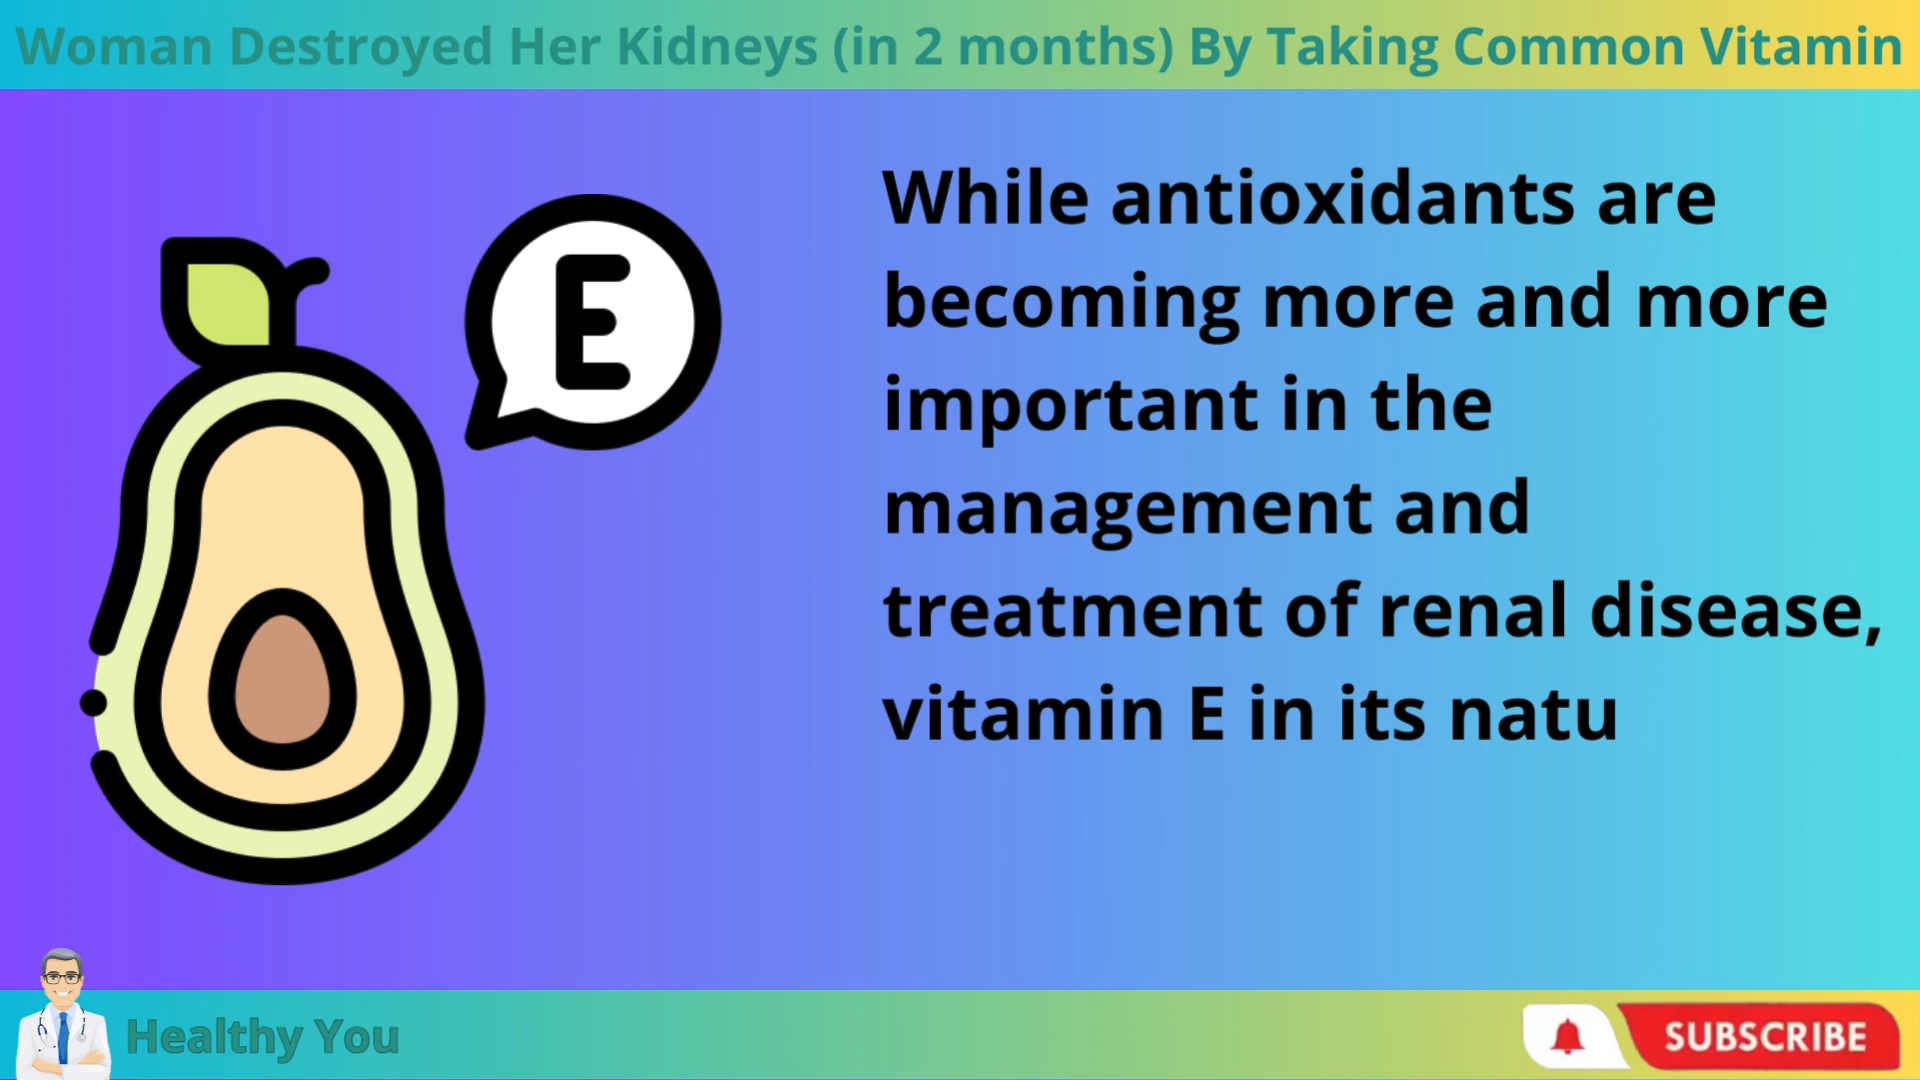 Woman Destroyed Her Kidneys (in 2 months) By Taking Common Vitamin
E
While antioxidants are
becoming more and more
important in the
management and
treatment of renal disease,
vitamin E in its natu
Healthy You
SUBSCRIBE